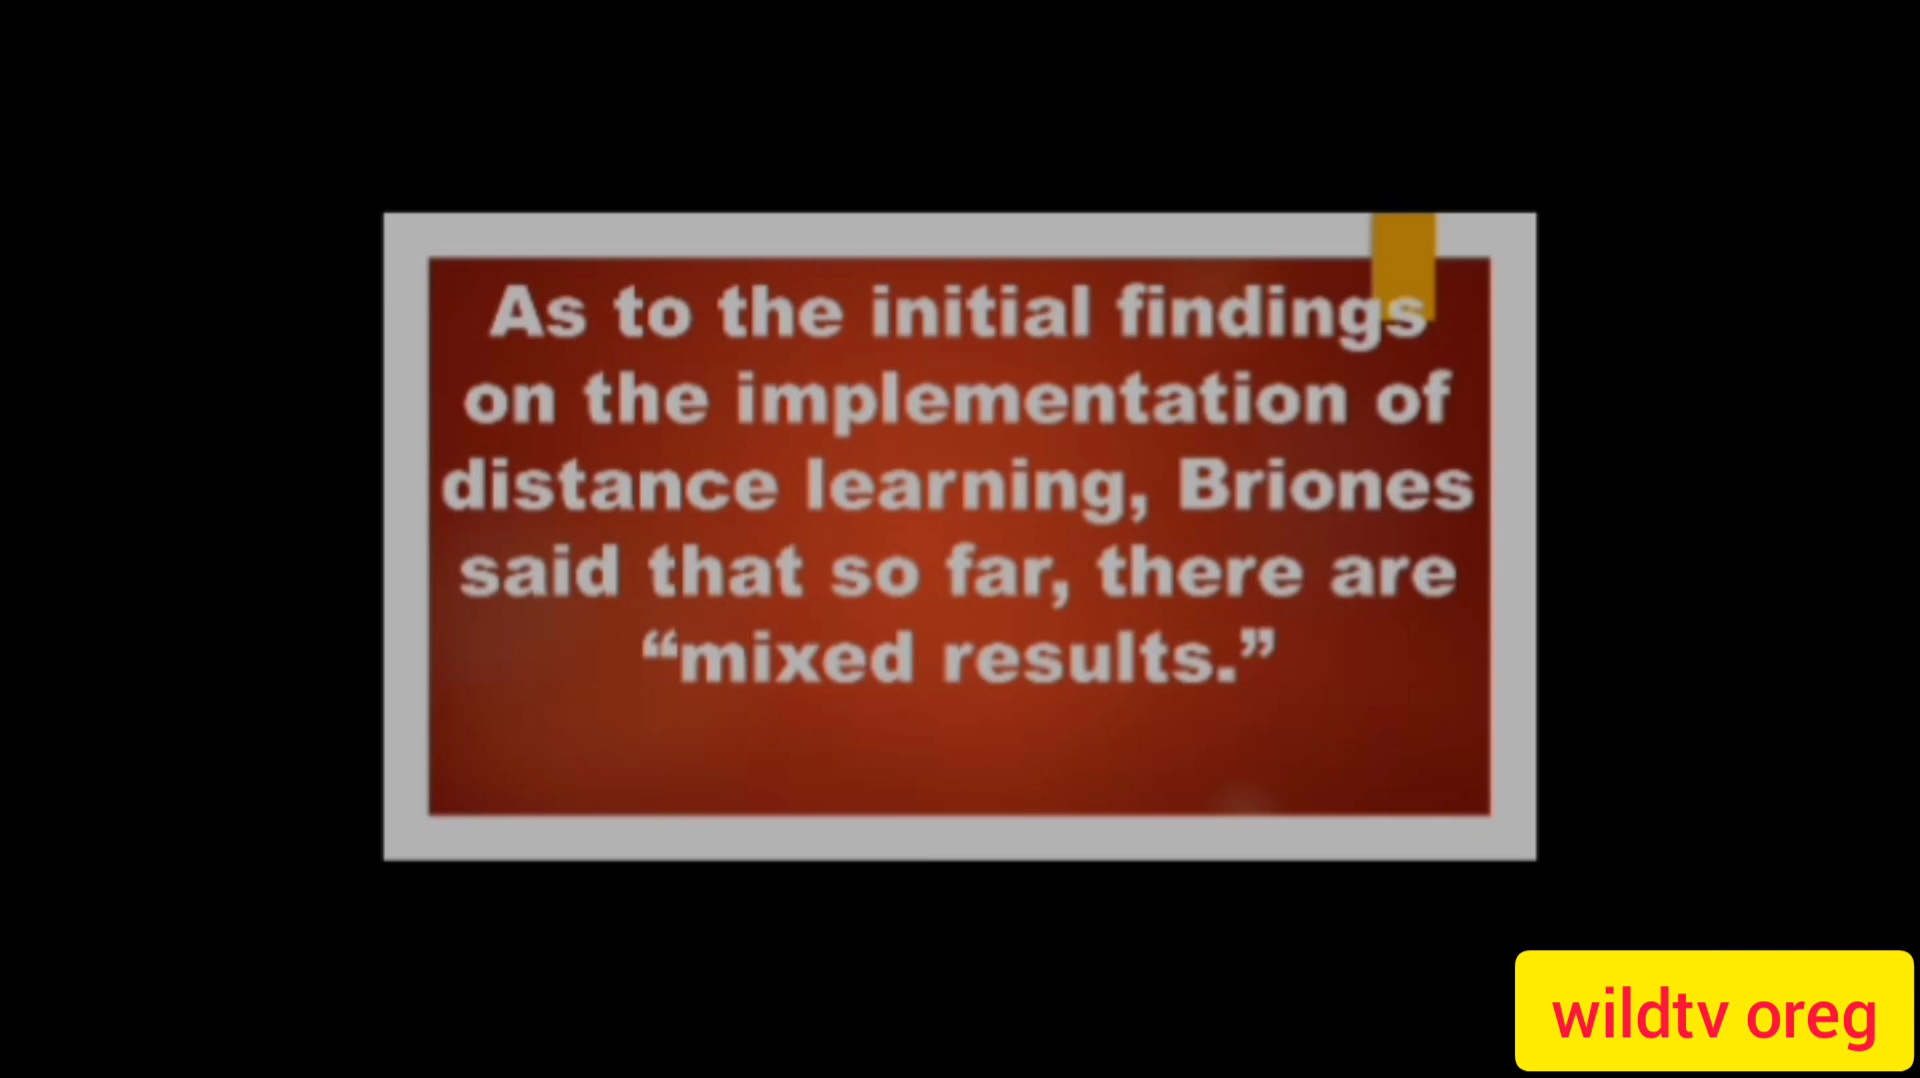 As to the initial findings
on the implementation of
distance learning, Briones
said that so far, there are
“mixed results.”
wildtv oreg